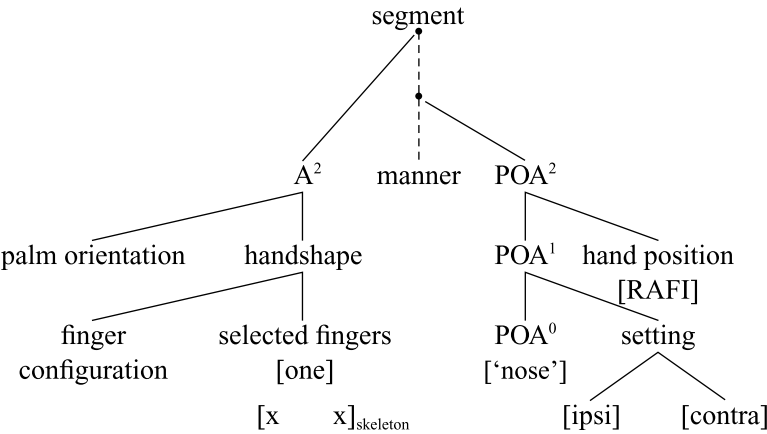 segment
A² manner POA²
palm orientation handshape POA¹ hand position
[RAFI]
finger selected fingers POA⁰ setting
configuration [one] [‘nose’]
[x x]skeleton [ipsi] [contra]